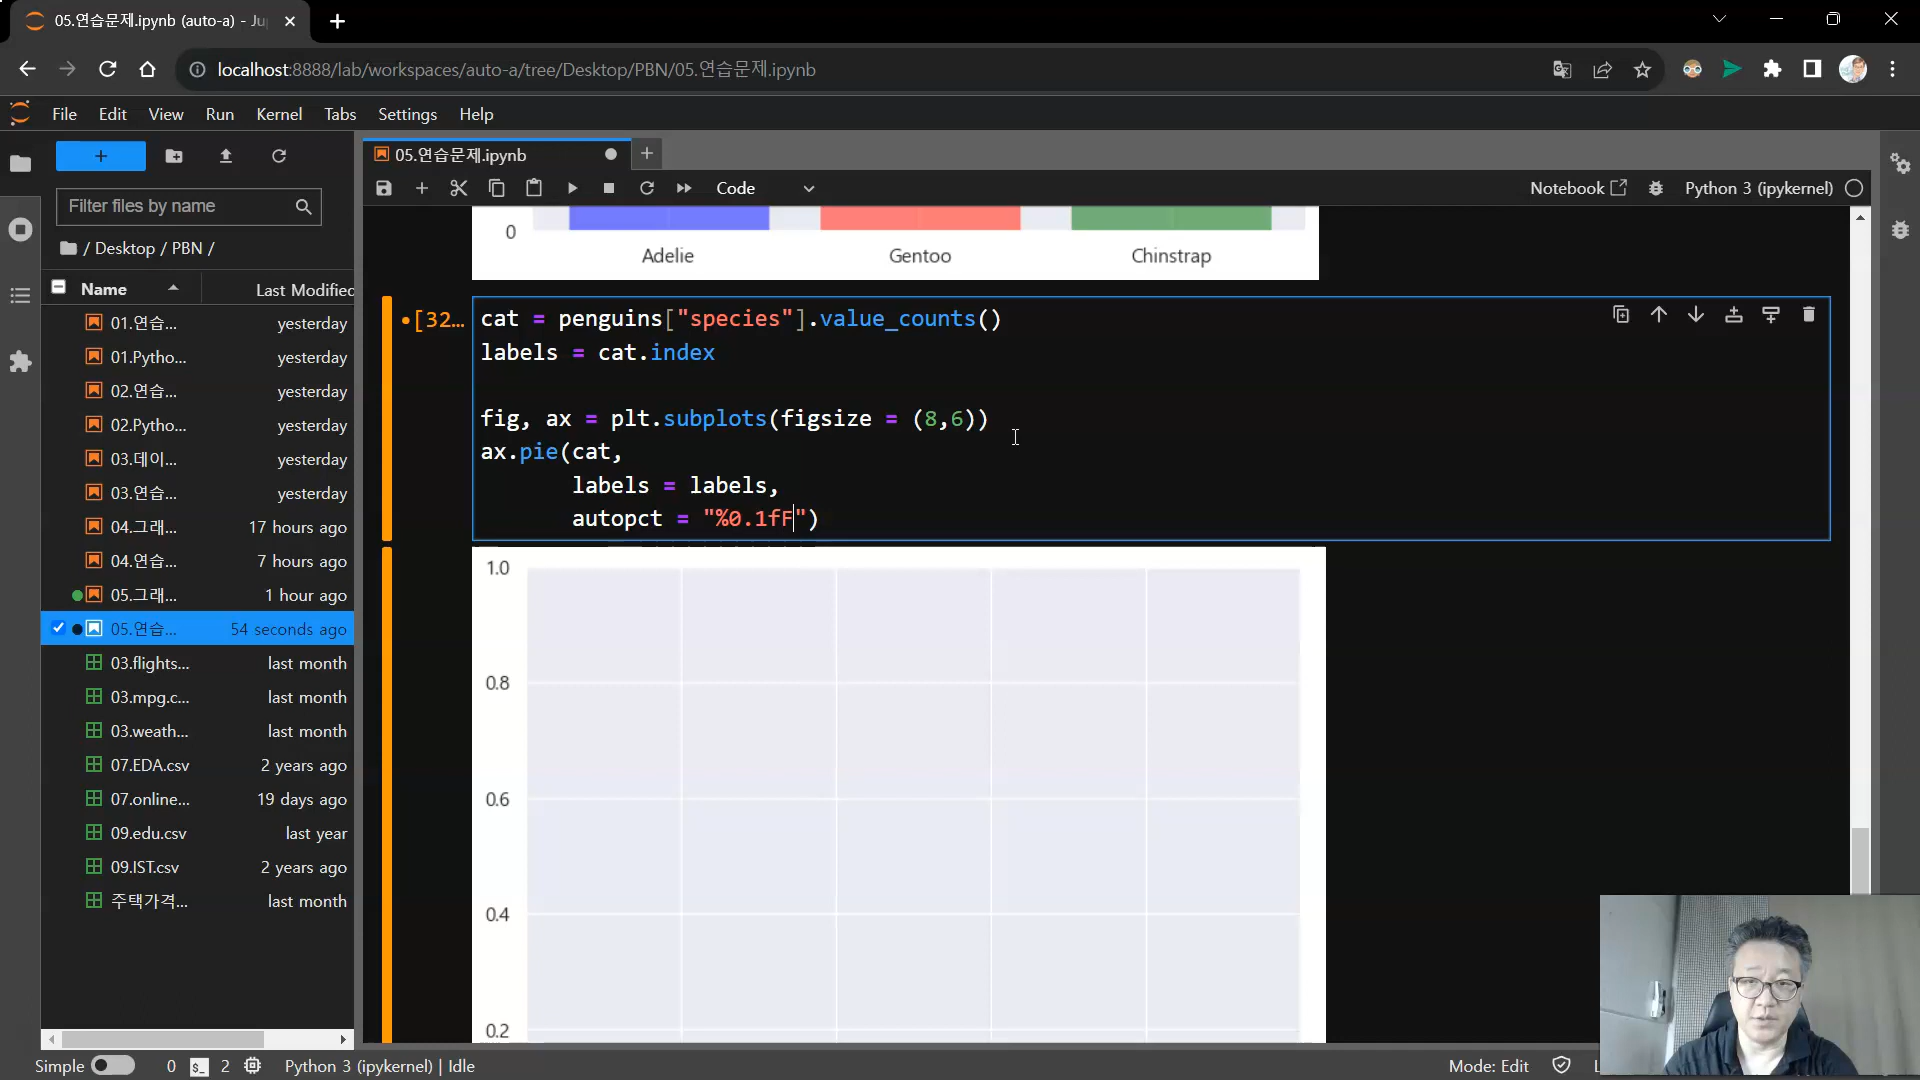 05.연습문제.ipynb (auto-a) - Ju
localhost:8888/lab/workspaces/auto-a/tree/Desktop/PBN/05.연습문제.ipynb
File Edit View Run Kernel Tabs Settings Help
05.연습문제.ipynb
Code
Notebook
Python 3 (ipykernel)
Filter files by name
/ Desktop / PBN /
Name Last Modified
01.연습... yesterday
01.Pytho... yesterday
02.연습... yesterday
02.Pytho... yesterday
03.데이... yesterday
03.연습... yesterday
04.그래... 17 hours ago
04.연습... 7 hours ago
05.그래... 1 hour ago
05.연습... 54 seconds ago
03.flights... last month
03.mpg.c... last month
03.weath... last month
07.EDA.csv 2 years ago
07.online... 19 days ago
09.edu.csv last year
09.IST.csv 2 years ago
주택가격... last month
0
Adelie Gentoo Chinstrap
[32...
cat = penguins["species"].value_counts()
labels = cat.index
fig, ax = plt.subplots(figsize = (8,6))
ax.pie(cat,
labels = labels,
autopct = "%0.1fF")
1.0
0.8
0.6
0.4
0.2
Simple 0 2 Python 3 (ipykernel) | Idle
Mode: Edit